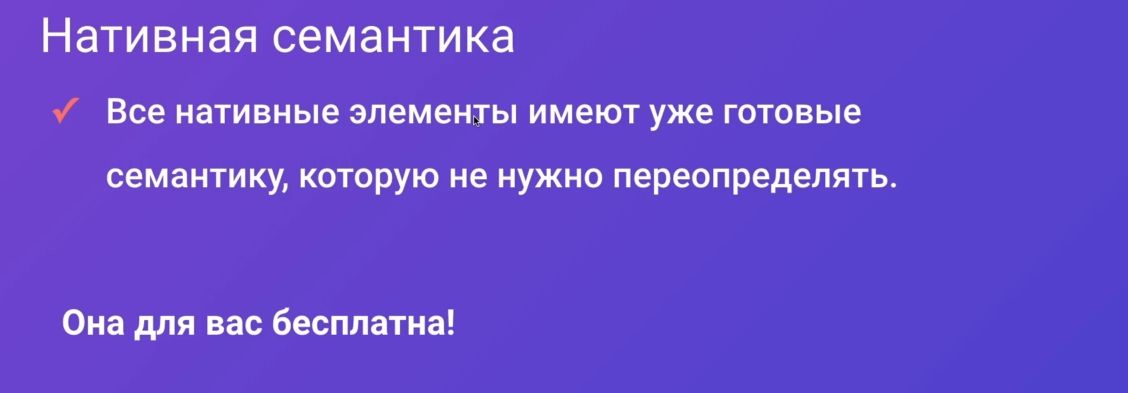 Нативная семантика
✓ Все нативные элементы имеют уже готовые
семантику, которую не нужно переопределять.
Она для вас бесплатна!